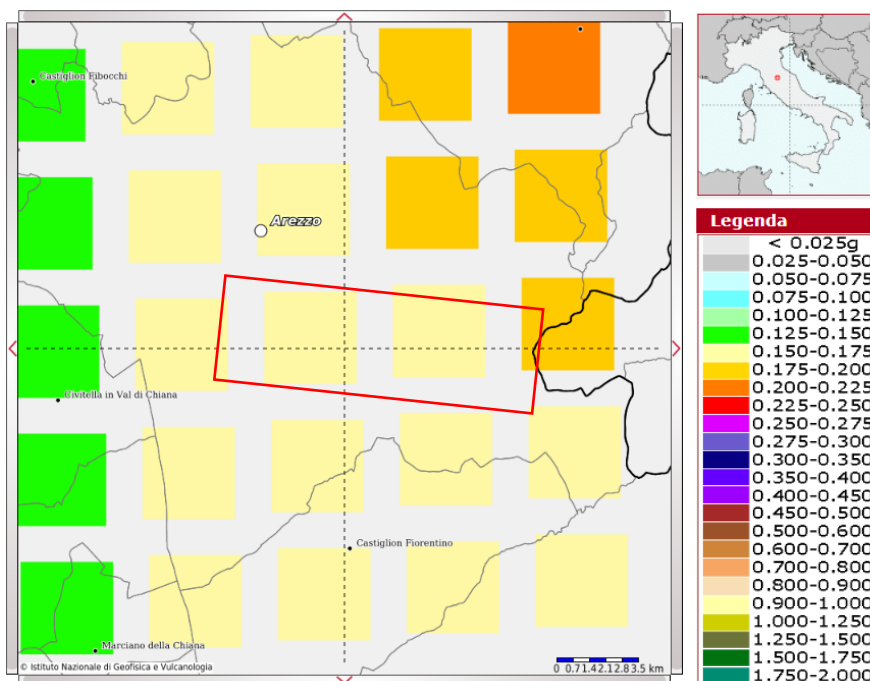 Castiglion Fibocchi
Arezzo
Civitella in Val di Chiana
Castiglion Fiorentino
Marciano della Chiana
© Istituto Nazionale di Geofisica e Vulcanologia
0 0.71.42.12.83.5 km
Legenda
< 0.025g
0.025-0.050
0.050-0.075
0.075-0.100
0.100-0.125
0.125-0.150
0.150-0.175
0.175-0.200
0.200-0.225
0.225-0.250
0.250-0.275
0.275-0.300
0.300-0.350
0.350-0.400
0.400-0.450
0.450-0.500
0.500-0.600
0.600-0.700
0.700-0.800
0.800-0.900
0.900-1.000
1.000-1.250
1.250-1.500
1.500-1.750
1.750-2.000